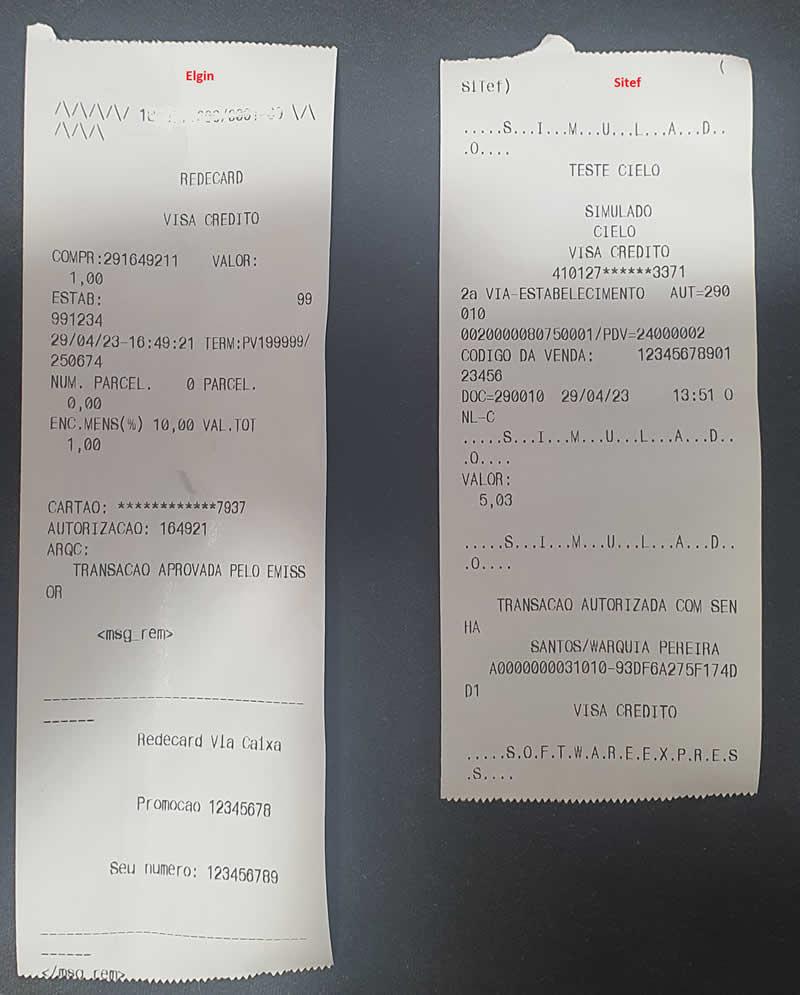 Elgin
/\/\/\/\/\/ \/\
/\/\/\
REDECARD
VISA CREDITO
COMPR:291649211 VALOR:
1,00
ESTAB: 99
991234
29/04/23-16:49:21 TERM:PV199999/
250674
NUM. PARCEL. 0 PARCEL.
0,00
ENC.MENS(%) 10,00 VAL.TOT
1,00
CARTAO: ************7937
AUTORIZACAO: 164921
ARQC:
TRANSACAO APROVADA PELO EMISS
OR
<msg_rem>
Redecard Via Caixa
Promocao 12345678
Seu numero: 123456789
</msg_rem>
Sitef
(
SiTef)
.....S...I...M...U...L...A...D..
.O....
TESTE CIELO
SIMULADO
CIELO
VISA CREDITO
410127******3371
2a VIA-ESTABELECIMENTO AUT=290
010
0020000080750001/PDV=24000002
CODIGO DA VENDA: 12345678901
23456
DOC=290010 29/04/23 13:51 O
NL-C
.....S...I...M...U...L...A...D..
.O....
VALOR:
5,03
.....S...I...M...U...L...A...D..
.O....
TRANSACAO AUTORIZADA COM SEN
HA
SANTOS/WARQUIA PEREIRA
A0000000031010-93DF6A275F174D
D1
VISA CREDITO
.....S.O.F.T.W.A.R.E.E.X.P.R.E.S
.S....